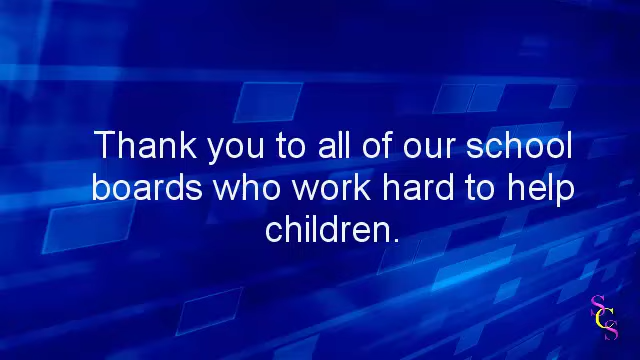 Thank you to all of our school
boards who work hard to help
children.
SCS